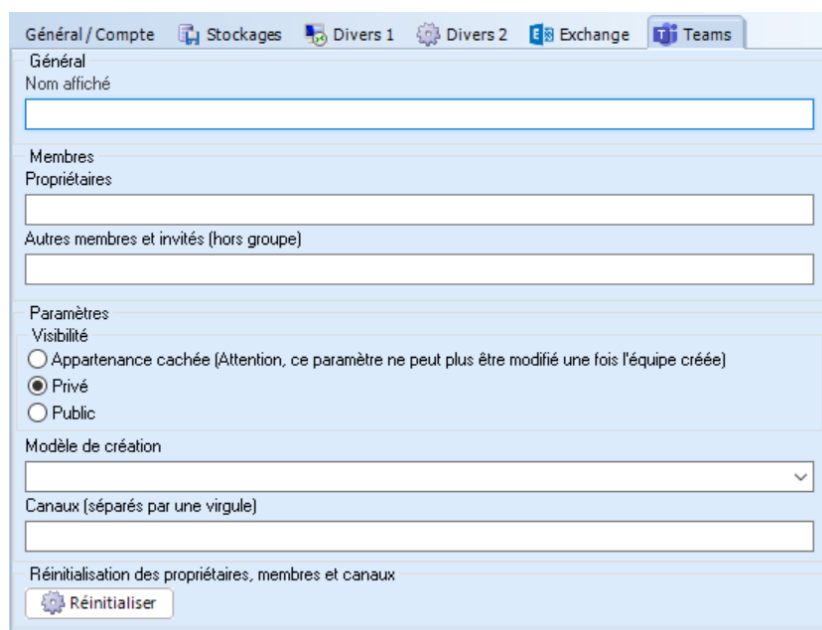 Général / Compte Stockages Divers 1 Divers 2 Exchange Teams
Général
Nom affiché
Membres
Propriétaires
Autres membres et invités (hors groupe)
Paramètres
Visibilité
Appartenance cachée (Attention, ce paramètre ne peut plus être modifié une fois l'équipe créée)
Privé
Public
Modèle de création
Canaux (séparés par une virgule)
Réinitialisation des propriétaires, membres et canaux
Réinitialiser